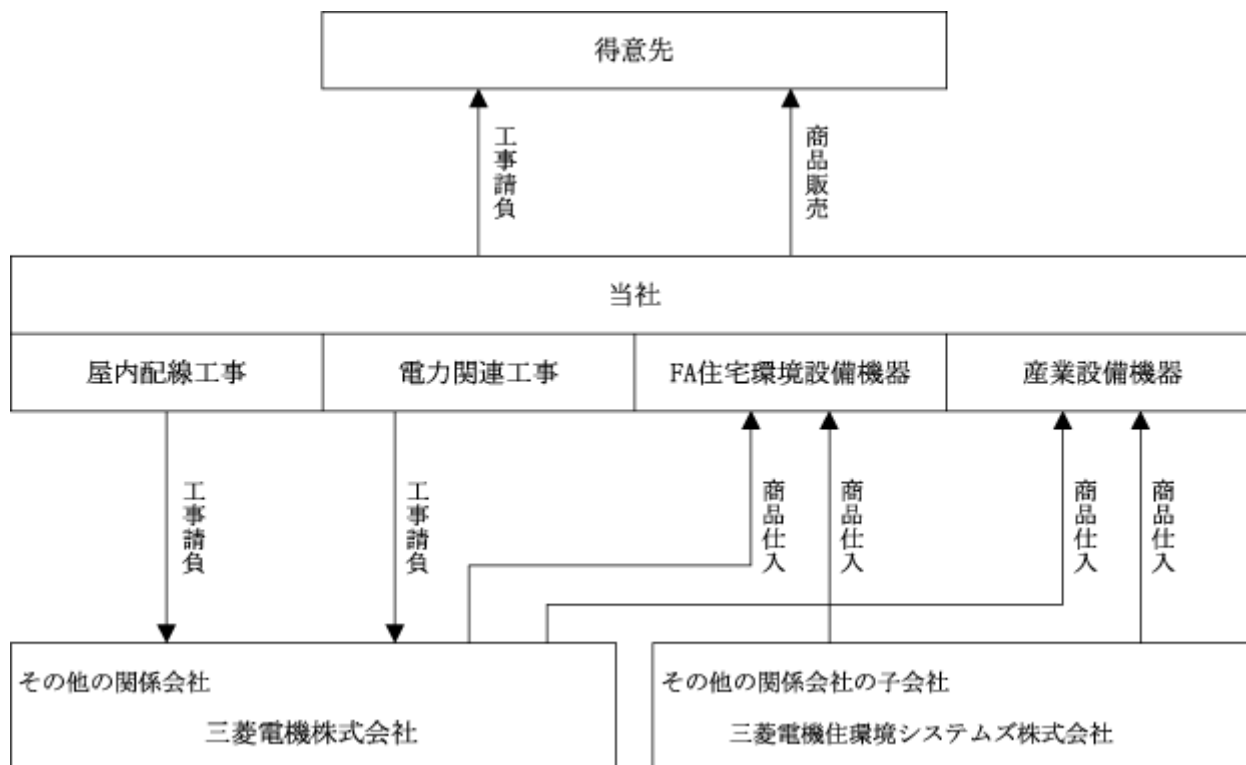 得意先
工事請負
商品販売
当社
屋内配線工事
電力関連工事
FA住宅環境設備機器
産業設備機器
工事請負
工事請負
商品仕入
商品仕入
商品仕入
商品仕入
その他の関係会社
三菱電機株式会社
その他の関係会社の子会社
三菱電機住環境システムズ株式会社